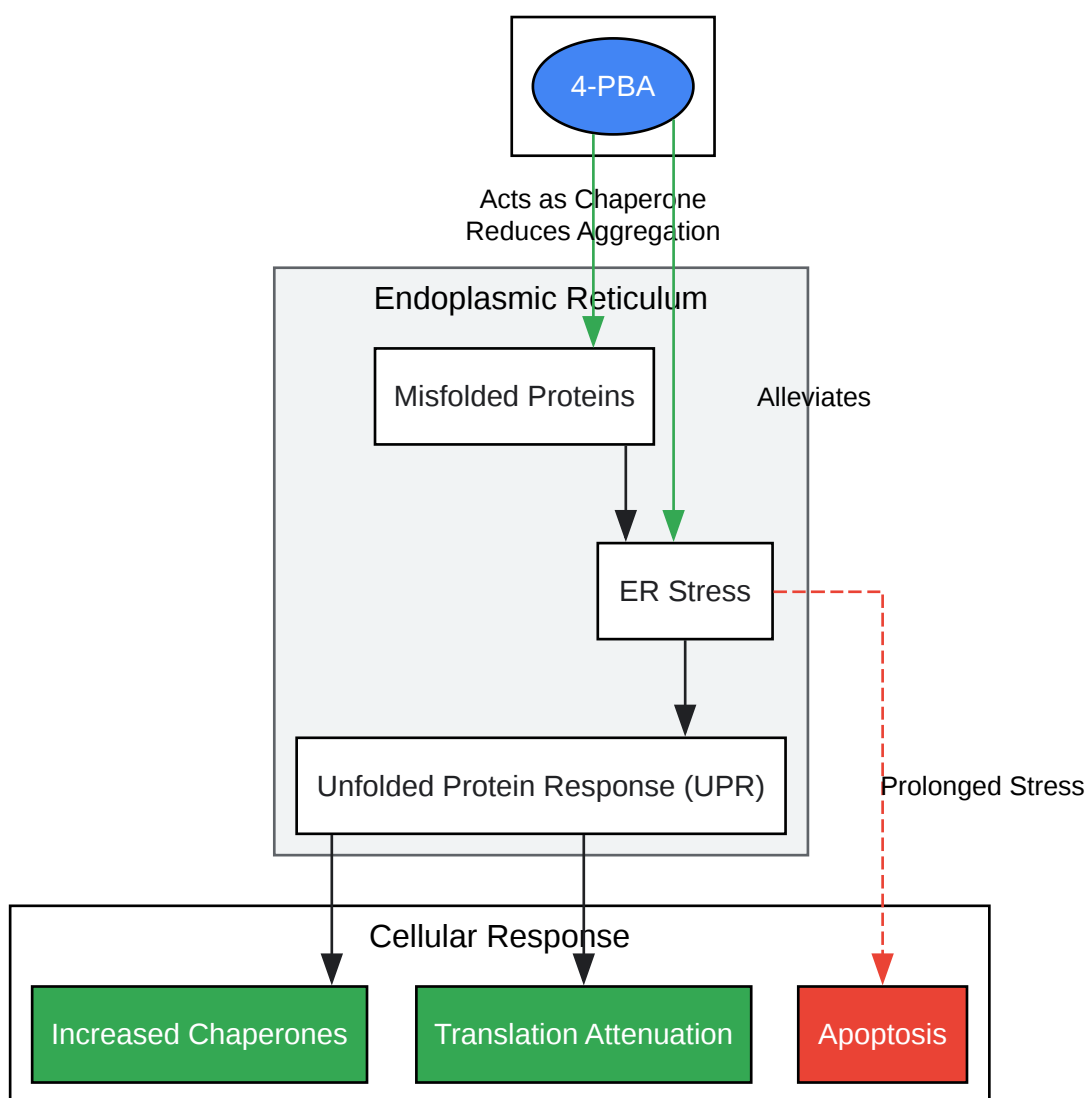 4-PBA
Acts as Chaperone
Reduces Aggregation
Endoplasmic Reticulum
Misfolded Proteins
Alleviates
ER Stress
Unfolded Protein Response (UPR)
Prolonged Stress
Cellular Response
Increased Chaperones
Translation Attenuation
Apoptosis